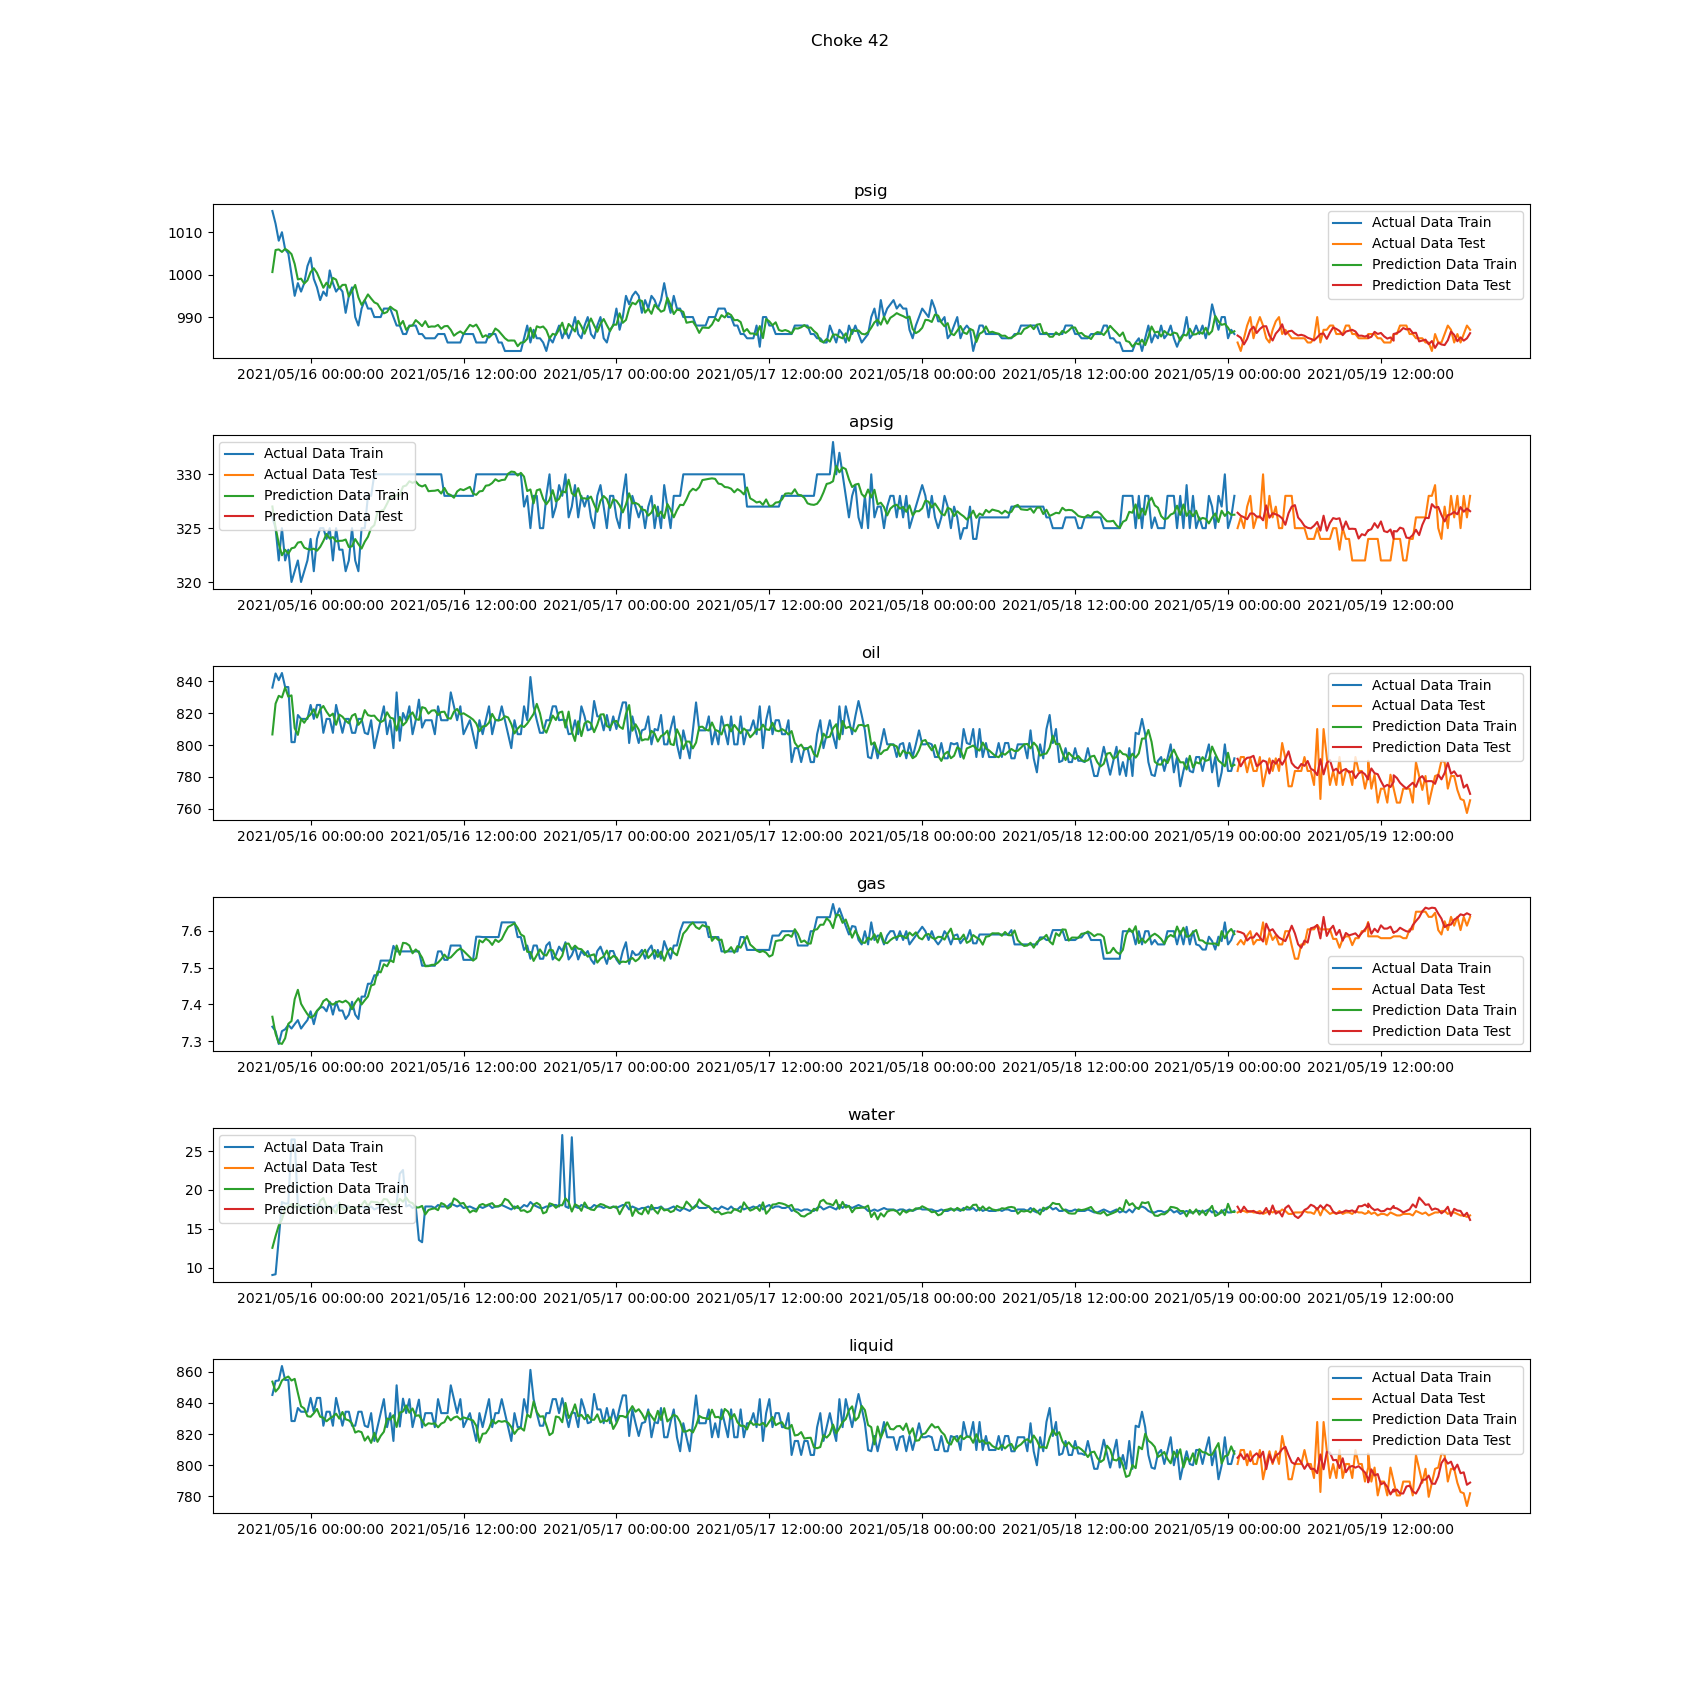 Choke 42
psig
1010
1000
990
Actual Data Train
Actual Data Test
Prediction Data Train
Prediction Data Test
2021/05/16 00:00:00 2021/05/16 12:00:00 2021/05/17 00:00:00 2021/05/17 12:00:00 2021/05/18 00:00:00 2021/05/18 12:00:00 2021/05/19 00:00:00 2021/05/19 12:00:00
apsig
330
325
320
Actual Data Train
Actual Data Test
Prediction Data Train
Prediction Data Test
2021/05/16 00:00:00 2021/05/16 12:00:00 2021/05/17 00:00:00 2021/05/17 12:00:00 2021/05/18 00:00:00 2021/05/18 12:00:00 2021/05/19 00:00:00 2021/05/19 12:00:00
oil
840
820
800
780
760
Actual Data Train
Actual Data Test
Prediction Data Train
Prediction Data Test
2021/05/16 00:00:00 2021/05/16 12:00:00 2021/05/17 00:00:00 2021/05/17 12:00:00 2021/05/18 00:00:00 2021/05/18 12:00:00 2021/05/19 00:00:00 2021/05/19 12:00:00
gas
7.6
7.5
7.4
7.3
Actual Data Train
Actual Data Test
Prediction Data Train
Prediction Data Test
2021/05/16 00:00:00 2021/05/16 12:00:00 2021/05/17 00:00:00 2021/05/17 12:00:00 2021/05/18 00:00:00 2021/05/18 12:00:00 2021/05/19 00:00:00 2021/05/19 12:00:00
water
25
20
15
10
Actual Data Train
Actual Data Test
Prediction Data Train
Prediction Data Test
2021/05/16 00:00:00 2021/05/16 12:00:00 2021/05/17 00:00:00 2021/05/17 12:00:00 2021/05/18 00:00:00 2021/05/18 12:00:00 2021/05/19 00:00:00 2021/05/19 12:00:00
liquid
860
840
820
800
780
Actual Data Train
Actual Data Test
Prediction Data Train
Prediction Data Test
2021/05/16 00:00:00 2021/05/16 12:00:00 2021/05/17 00:00:00 2021/05/17 12:00:00 2021/05/18 00:00:00 2021/05/18 12:00:00 2021/05/19 00:00:00 2021/05/19 12:00:00